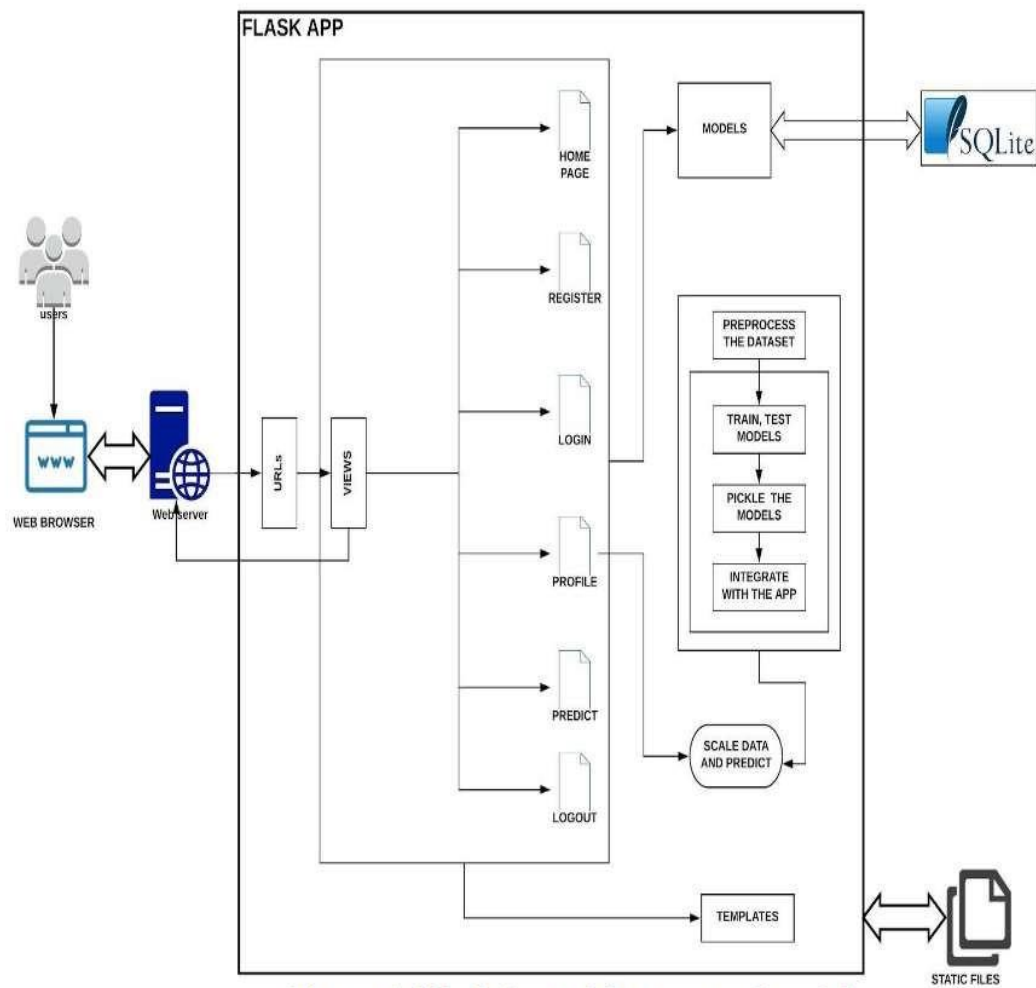 FLASK APP
HOME
PAGE
MODELS
SQLite
REGISTER
users
PREPROCESS
THE DATASET
LOGIN
TRAIN, TEST
MODELS
URLs
VIEWS
www
WEB BROWSER
Web server
PICKLE THE
MODELS
PROFILE
INTEGRATE
WITH THE APP
PREDICT
SCALE DATA
AND PREDICT
LOGOUT
TEMPLATES
STATIC FILES